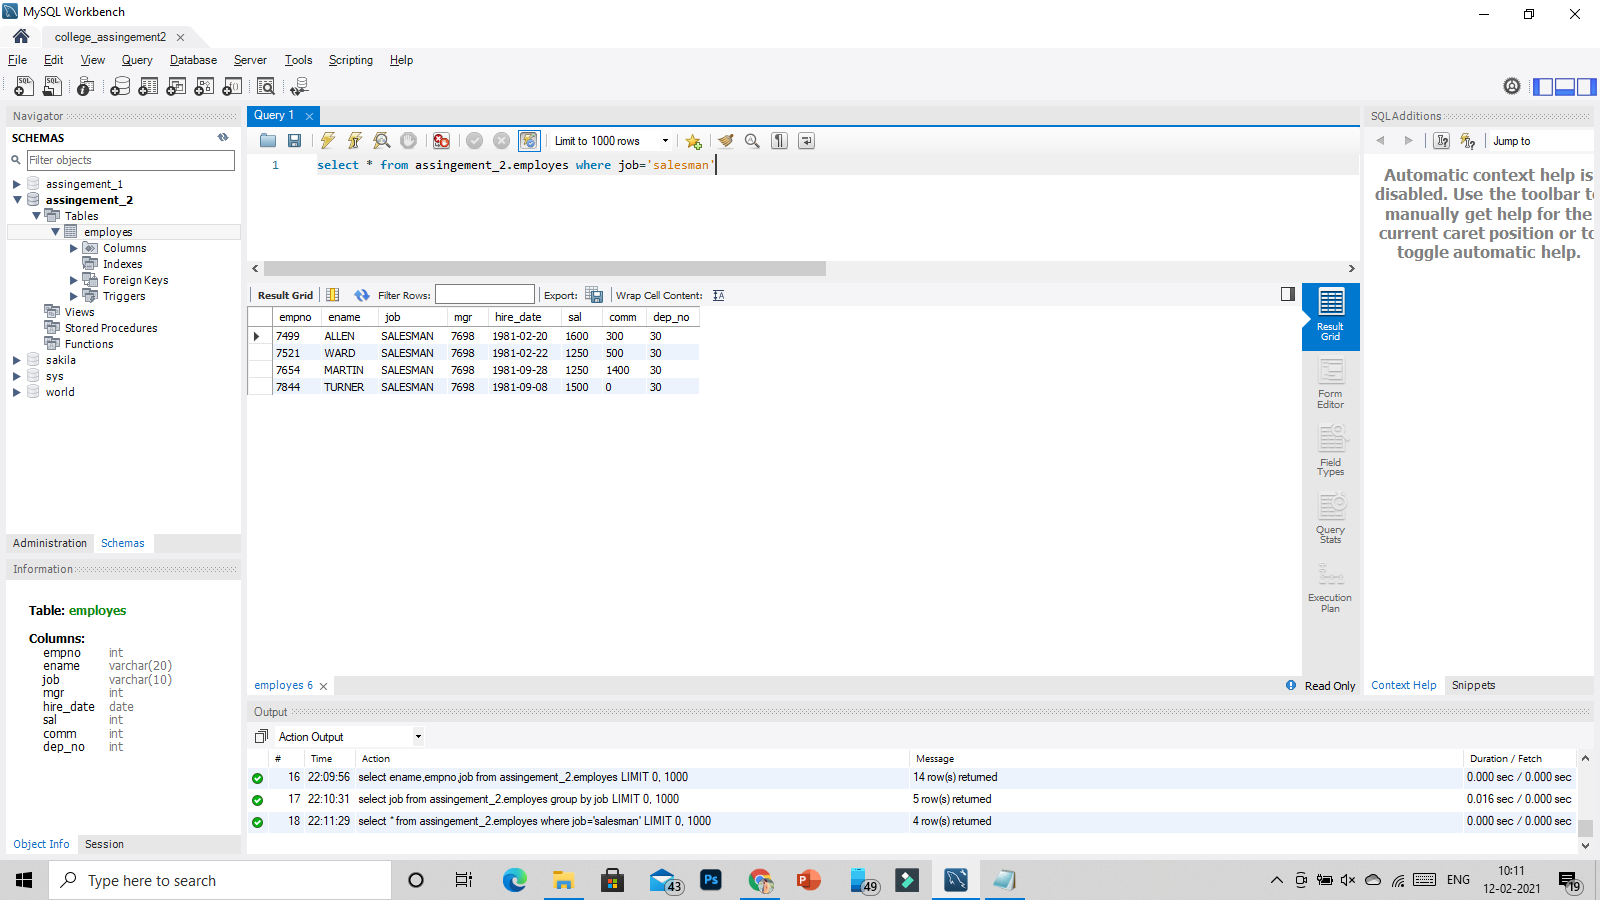 MySQL Workbench
college_assingement2
File Edit View Query Database Server Tools Scripting Help
Navigator
SCHEMAS
Filter objects
assingement_1
assingement_2
Tables
employes
Columns
Indexes
Foreign Keys
Triggers
Views
Stored Procedures
Functions
sakila
sys
world
Administration Schemas
Information
Table: employes
Columns:
empno int
ename varchar(20)
job varchar(10)
mgr int
hire_date date
sal int
comm int
dep_no int
Object Info Session
Query 1
Limit to 1000 rows
1 select * from assingement_2.employes where job='salesman'
Result Grid Filter Rows: Export: Wrap Cell Content:
empno ename job mgr hire_date sal comm dep_no
7499 ALLEN SALESMAN 7698 1981-02-20 1600 300 30
7521 WARD SALESMAN 7698 1981-02-22 1250 500 30
7654 MARTIN SALESMAN 7698 1981-09-28 1250 1400 30
7844 TURNER SALESMAN 7698 1981-09-08 1500 0 30
Result
Grid
Form
Editor
Field
Types
Query
Stats
Execution
Plan
employes 6 Read Only
SQLAdditions
Jump to
Automatic context help is
disabled. Use the toolbar to
manually get help for the
current caret position or to
toggle automatic help.
Context Help Snippets
Output
Action Output
# Time Action Message Duration / Fetch
16 22:09:56 select ename,empno,job from assingement_2.employes LIMIT 0, 1000 14 row(s) returned 0.000 sec / 0.000 sec
17 22:10:31 select job from assingement_2.employes group by job LIMIT 0, 1000 5 row(s) returned 0.016 sec / 0.000 sec
18 22:11:29 select * from assingement_2.employes where job='salesman' LIMIT 0, 1000 4 row(s) returned 0.000 sec / 0.000 sec
Type here to search
43
Ps
49
ENG
10:11
12-02-2021
19